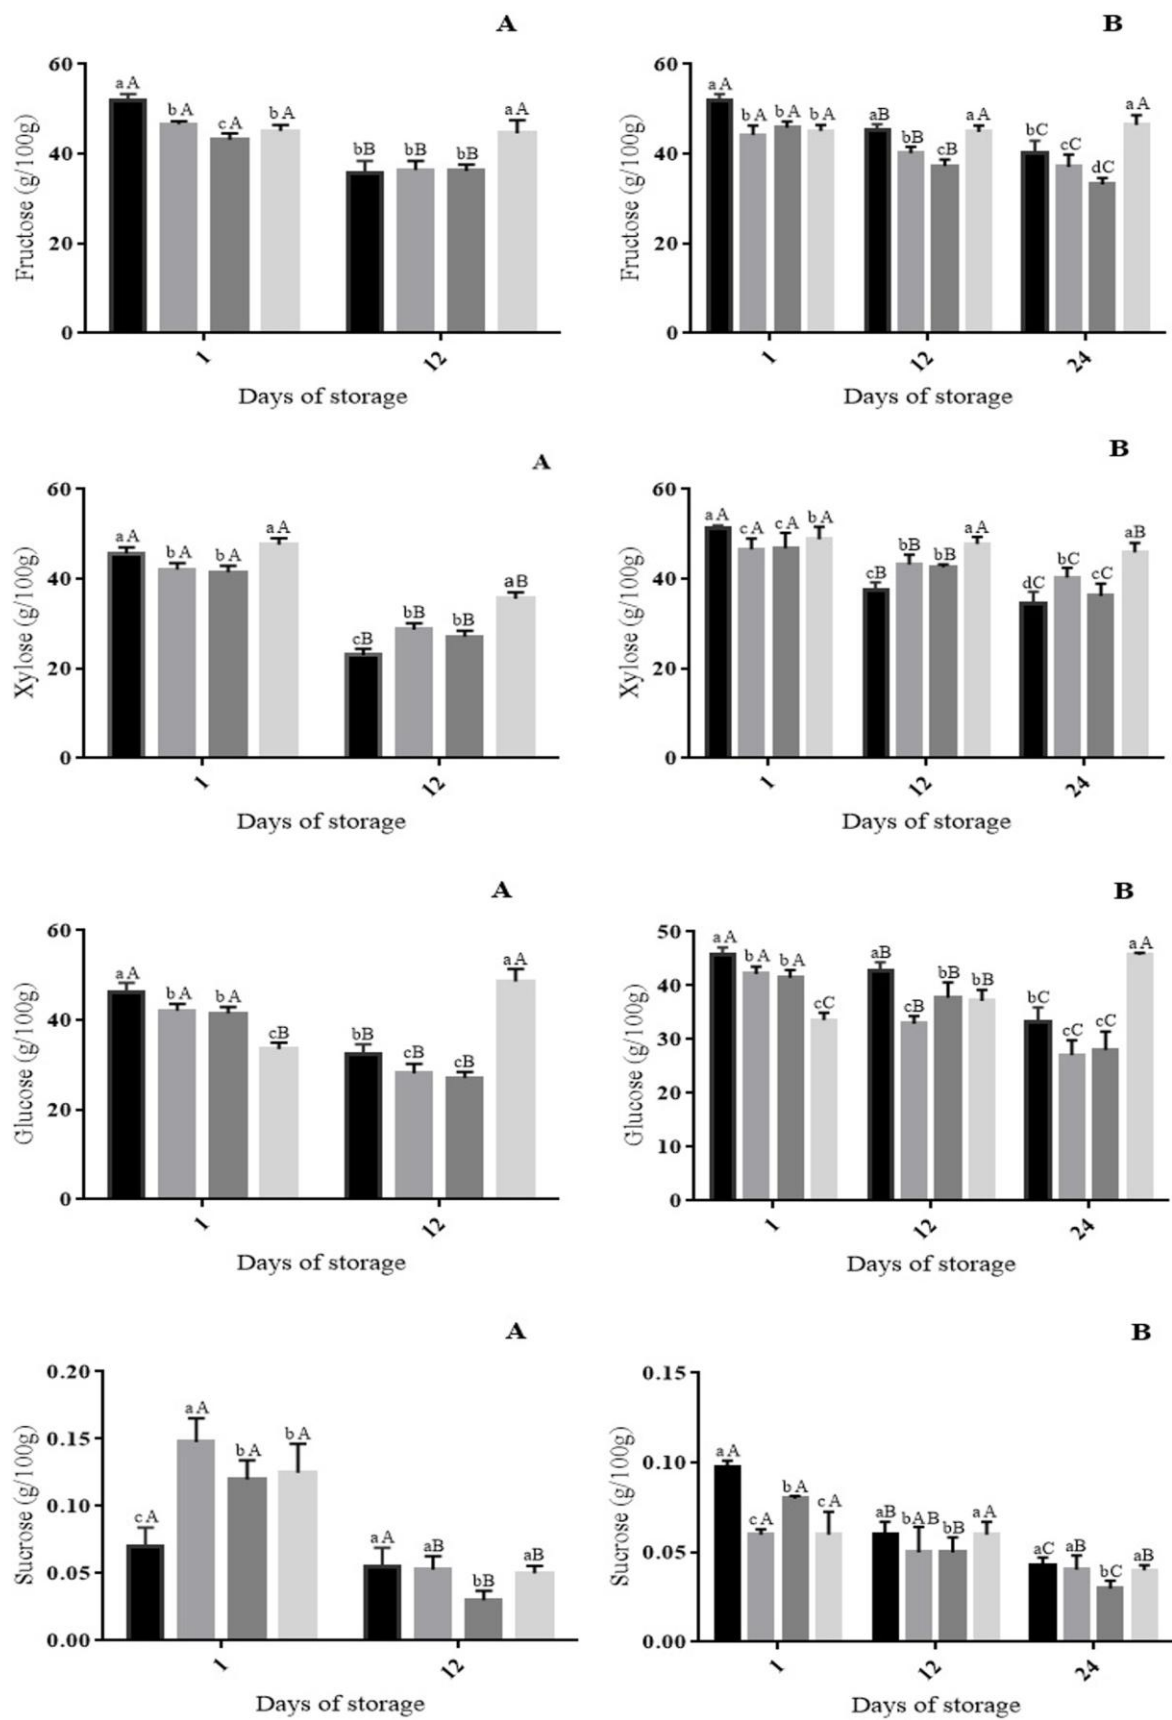 A
Fructose (g/100g)
60
40
20
0
aA bA cA bA bB bB bB aA
1 12
Days of storage
B
Fructose (g/100g)
60
40
20
0
aA bA bA bA aB bB cB aA bC cC dC aA
1 12 24
Days of storage
A
Xylose (g/100g)
60
40
20
0
aA bA bA aA cB bB bB aB
1 12
Days of storage
B
Xylose (g/100g)
60
40
20
0
aA cA cA bA cB bB bB aA dC bC cC aB
1 12 24
Days of storage
A
Glucose (g/100g)
60
40
20
0
aA bA bA cB bB cB cB aA
1 12
Days of storage
B
Glucose (g/100g)
50
40
30
20
10
0
aA bA bA cC aB cB bB bB bC cC cC aA
1 12 24
Days of storage
A
Sucrose (g/100g)
0.20
0.15
0.10
0.05
0.00
cA aA bA bA aA aB bB aB
1 12
Days of storage
B
Sucrose (g/100g)
0.15
0.10
0.05
0.00
aA cA bA cA aB bAB bB aA aC aB bC aB
1 12 24
Days of storage